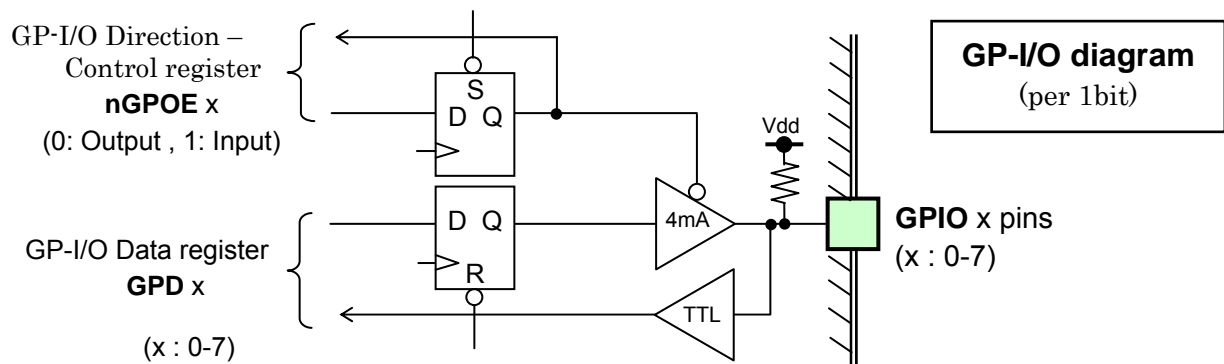 GP-I/O Direction –
Control register
nGPOE x
(0: Output , 1: Input)
S
D Q
GP-I/O diagram
(per 1bit)
Vdd
4mA
GPIO x pins
(x : 0-7)
D Q
R
GP-I/O Data register
GPD x
(x : 0-7)
TTL